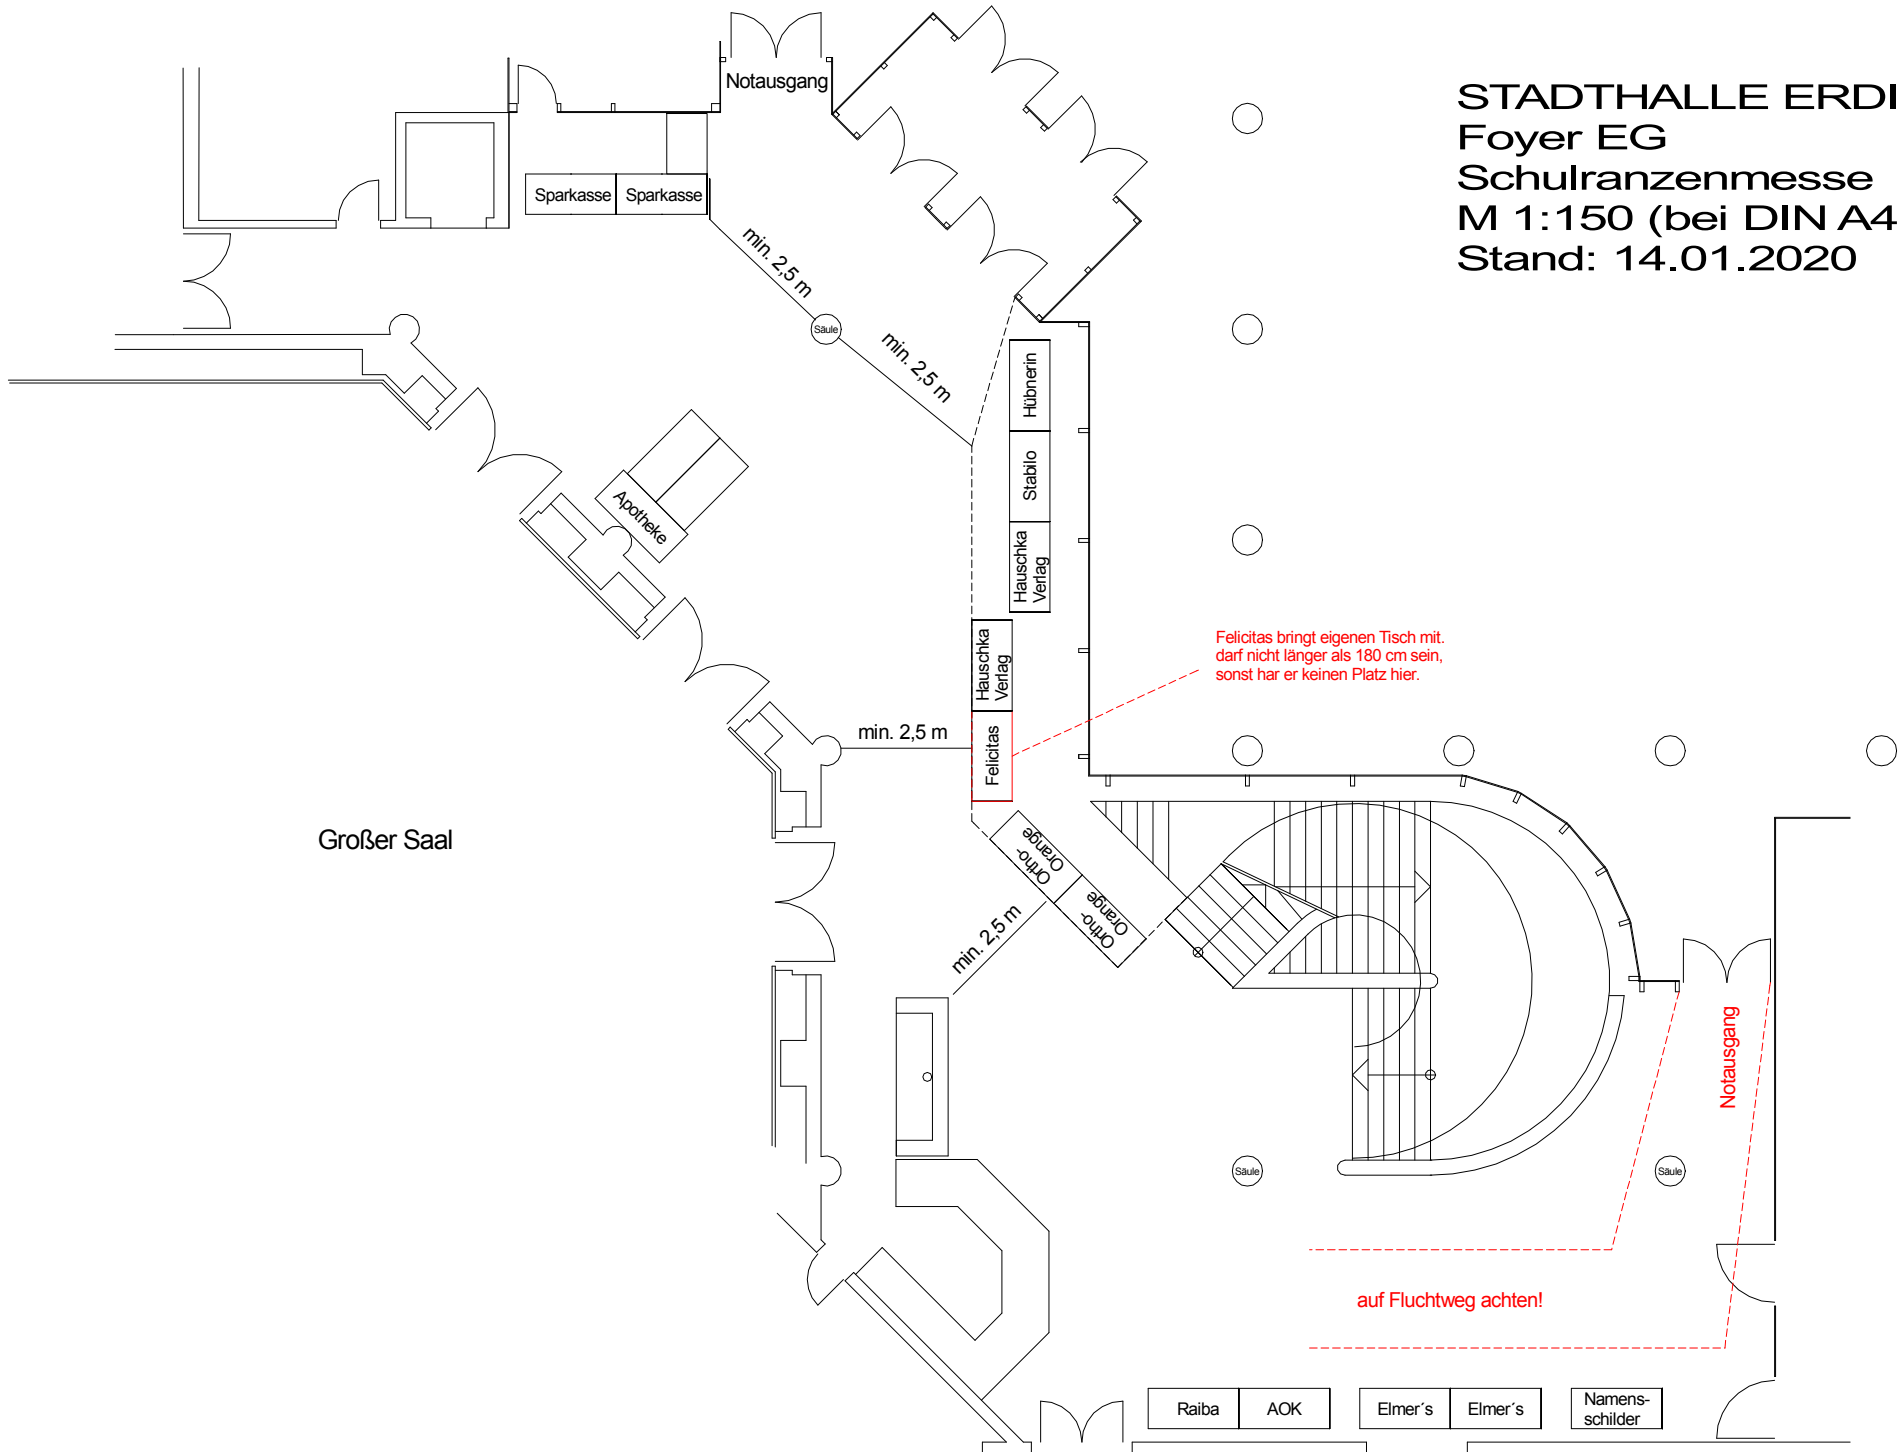 STADTHALLE ERDI
Foyer EG
Schulranzenmesse
M 1:150 (bei DIN A4
Stand: 14.01.2020
Notausgang
Sparkasse
Sparkasse
min. 2,5 m
Säule
min. 2,5 m
Hübnerin
Stabilo
Hauschka
Verlag
Apotheke
Hauschka
Verlag
Felicitas bringt eigenen Tisch mit.
darf nicht länger als 180 cm sein,
sonst har er keinen Platz hier.
min. 2,5 m
Felicitas
Großer Saal
Ortho-
Orange
Ortho-
Orange
min. 2,5 m
Notausgang
Säule
Säule
auf Fluchtweg achten!
Raiba
AOK
Elmer´s
Elmer´s
Namens-
schilder